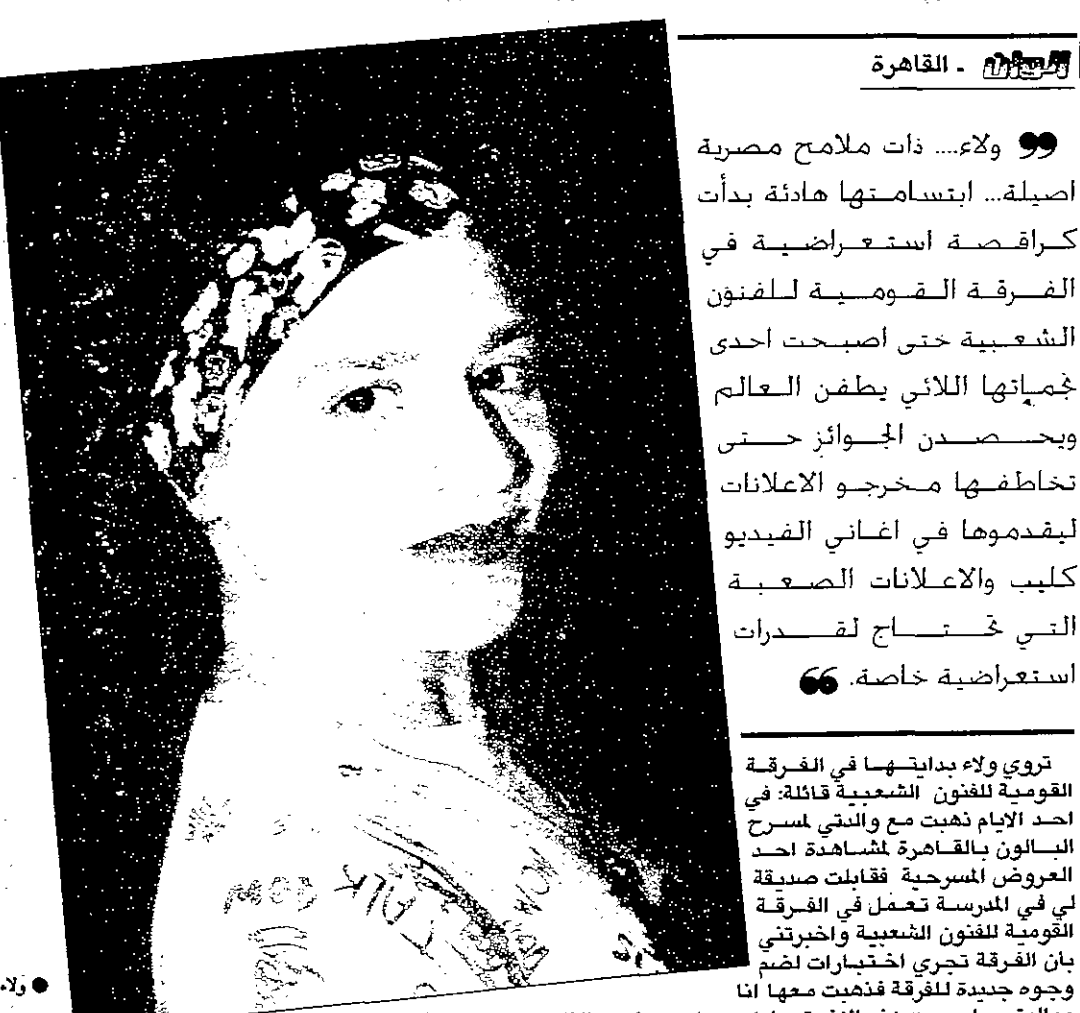 - القاهرة
ولاء.... ذات ملامح مصرية
اصيلة... ابتسامتها هادئة بدأت
كراقصة استعراضية في
الفرقة القومية للفنون
الشعبية حتى اصبحت احدى
نجماتها اللائي يطفن العالم
ويحصدن الجوائز حتى
تخاطفها مخرجو الاعلانات
ليقدموها في اغاني الفيديو
كليب والاعلانات الصعبة
التي تحتاج لقدرات
استعراضية خاصة.
تروي ولاء بدايتها في الفرقة
القومية للفنون الشعبية قائلة: في
احد الايام ذهبت مع والدتي لمسرح
البالون بالقاهرة لمشاهدة احد
العروض المسرحية فقابلت صديقة
لي في المدرسة تعمل في الفرقة
القومية للفنون الشعبية واخبرتني
بان الفرقة تجري اختبارات لضم
وجوه جديدة للفرقة فذهبت معها انا
● ولاء